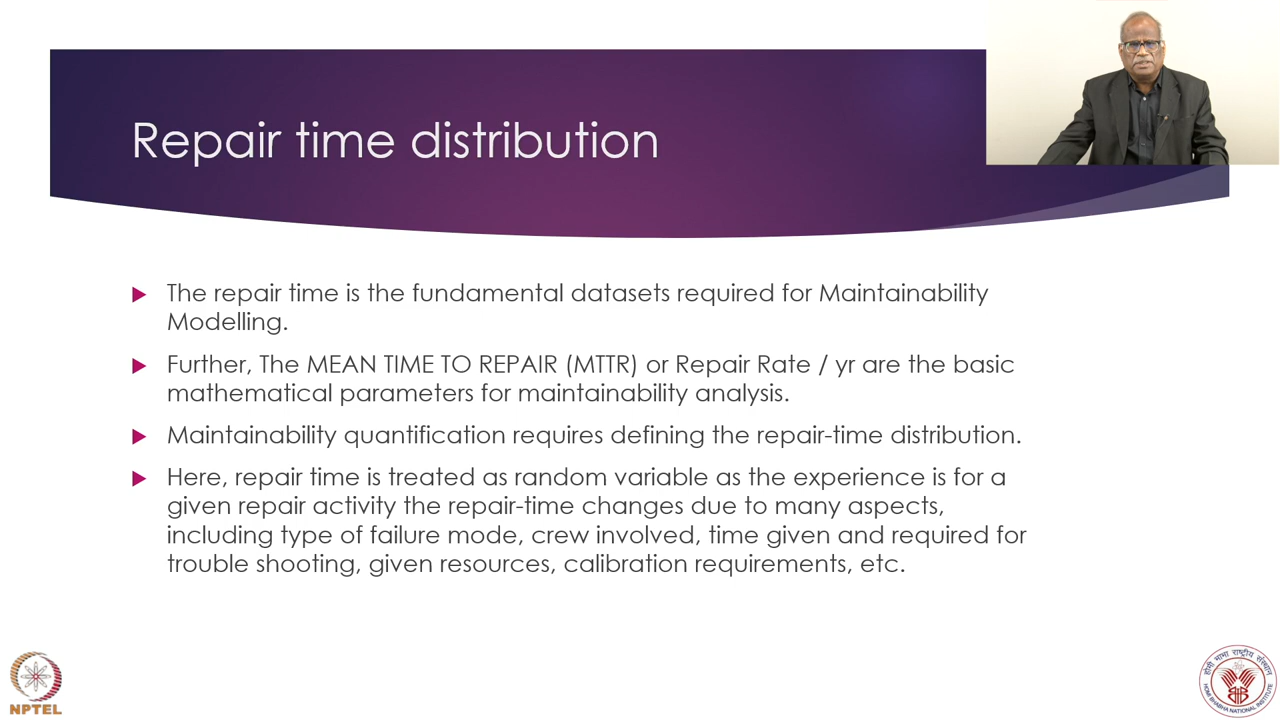 Repair time distribution
The repair time is the fundamental datasets required for Maintainability
Modelling.
Further, The MEAN TIME TO REPAIR (MTTR) or Repair Rate / yr are the basic
mathematical parameters for maintainability analysis.
Maintainability quantification requires defining the repair-time distribution.
Here, repair time is treated as random variable as the experience is for a
given repair activity the repair-time changes due to many aspects,
including type of failure mode, crew involved, time given and required for
trouble shooting, given resources, calibration requirements, etc.
NPTEL
होमी भाभा राष्ट्रीय संस्थान
HOMI BHABHA NATIONAL INSTITUTE